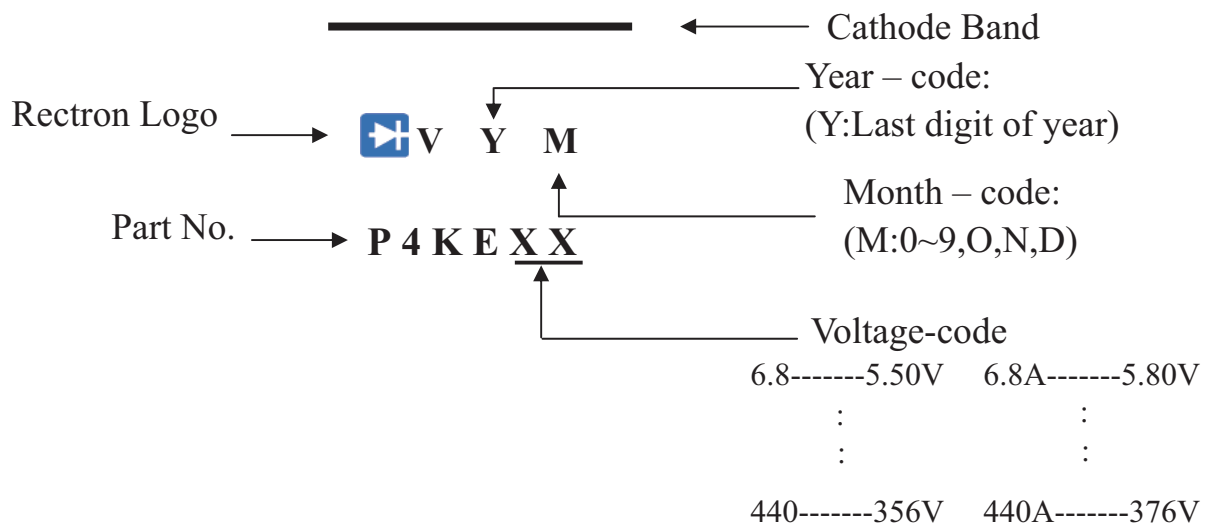 Cathode Band
Year – code:
(Y:Last digit of year)
Rectron Logo
V Y M
Month – code:
(M:0~9,O,N,D)
Part No.
P4KEXX
Voltage-code
6.8-------5.50V 6.8A-------5.80V
: :
: :
440-------356V 440A-------376V